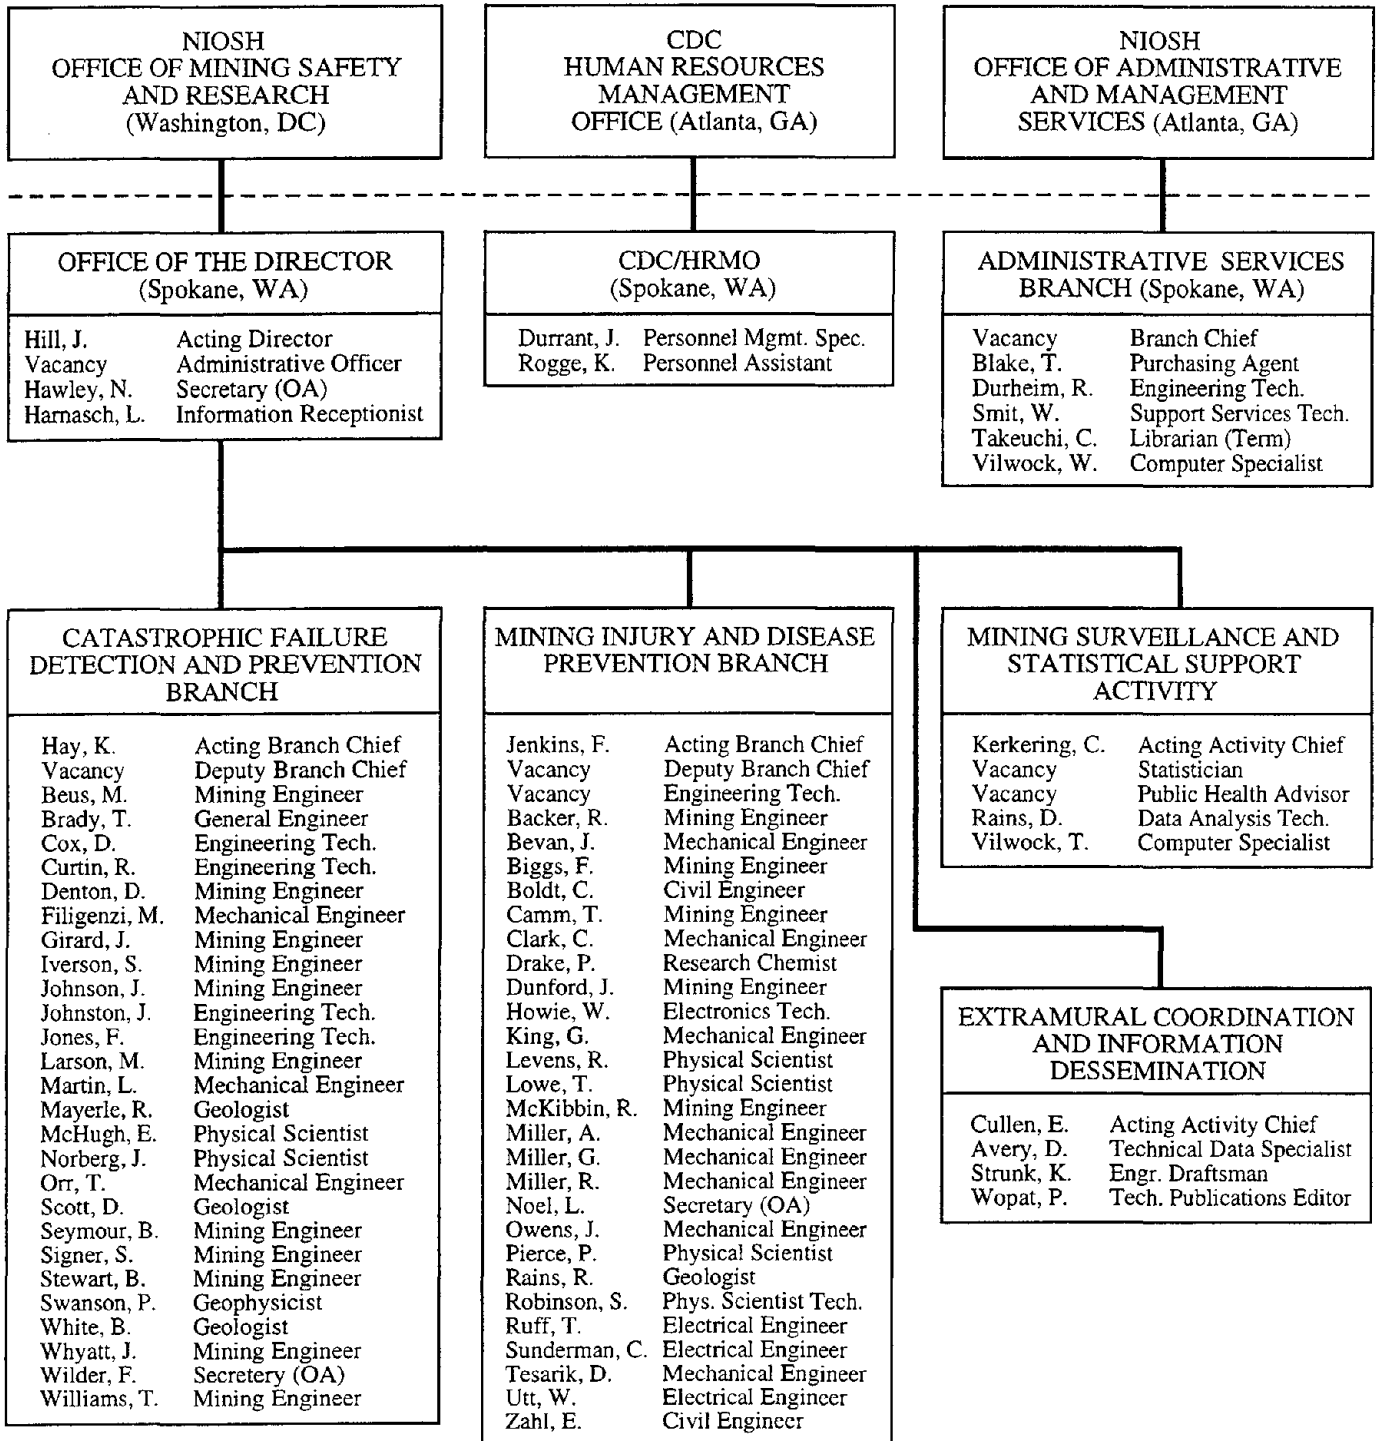 NIOSH
OFFICE OF MINING SAFETY
AND RESEARCH
(Washington, DC)
CDC
HUMAN RESOURCES
MANAGEMENT
OFFICE (Atlanta, GA)
NIOSH
OFFICE OF ADMINISTRATIVE
AND MANAGEMENT
SERVICES (Atlanta, GA)
OFFICE OF THE DIRECTOR
(Spokane, WA)
Hill, J. Acting Director
Vacancy Administrative Officer
Hawley, N. Secretary (OA)
Harnasch, L. Information Receptionist
CDC/HRMO
(Spokane, WA)
Durrant, J. Personnel Mgmt. Spec.
Rogge, K. Personnel Assistant
ADMINISTRATIVE SERVICES
BRANCH (Spokane, WA)
Vacancy Branch Chief
Blake, T. Purchasing Agent
Durheim, R. Engineering Tech.
Smit, W. Support Services Tech.
Takeuchi, C. Librarian (Term)
Vilwock, W. Computer Specialist
CATASTROPHIC FAILURE
DETECTION AND PREVENTION
BRANCH
Hay, K. Acting Branch Chief
Vacancy Deputy Branch Chief
Beus, M. Mining Engineer
Brady, T. General Engineer
Cox, D. Engineering Tech.
Curtin, R. Engineering Tech.
Denton, D. Mining Engineer
Filigenzi, M. Mechanical Engineer
Girard, J. Mining Engineer
Iverson, S. Mining Engineer
Johnson, J. Mining Engineer
Johnston, J. Engineering Tech.
Jones, F. Engineering Tech.
Larson, M. Mining Engineer
Martin, L. Mechanical Engineer
Mayerle, R. Geologist
McHugh, E. Physical Scientist
Norberg, J. Physical Scientist
Orr, T. Mechanical Engineer
Scott, D. Geologist
Seymour, B. Mining Engineer
Signer, S. Mining Engineer
Stewart, B. Mining Engineer
Swanson, P. Geophysicist
White, B. Geologist
Whyatt, J. Mining Engineer
Wilder, F. Secretery (OA)
Williams, T. Mining Engineer
MINING INJURY AND DISEASE
PREVENTION BRANCH
Jenkins, F. Acting Branch Chief
Vacancy Deputy Branch Chief
Vacancy Engineering Tech.
Backer, R. Mining Engineer
Bevan, J. Mechanical Engineer
Biggs, F. Mining Engineer
Boldt, C. Civil Engineer
Camm, T. Mining Engineer
Clark, C. Mechanical Engineer
Drake, P. Research Chemist
Dunford, J. Mining Engineer
Howie, W. Electronics Tech.
King, G. Mechanical Engineer
Levens, R. Physical Scientist
Lowe, T. Physical Scientist
McKibbin, R. Mining Engineer
Miller, A. Mechanical Engineer
Miller, G. Mechanical Engineer
Miller, R. Mechanical Engineer
Noel, L. Secretary (OA)
Owens, J. Mechanical Engineer
Pierce, P. Physical Scientist
Rains, R. Geologist
Robinson, S. Phys. Scientist Tech.
Ruff, T. Electrical Engineer
Sunderman, C. Electrical Engineer
Tesarik, D. Mechanical Engineer
Utt, W. Electrical Engineer
Zahl, E. Civil Engineer
MINING SURVEILLANCE AND
STATISTICAL SUPPORT
ACTIVITY
Kerkering, C. Acting Activity Chief
Vacancy Statistician
Vacancy Public Health Advisor
Rains, D. Data Analysis Tech.
Vilwock, T. Computer Specialist
EXTRAMURAL COORDINATION
AND INFORMATION
DESSEMINATION
Cullen, E. Acting Activity Chief
Avery, D. Technical Data Specialist
Strunk, K. Engr. Draftsman
Wopat, P. Tech. Publications Editor